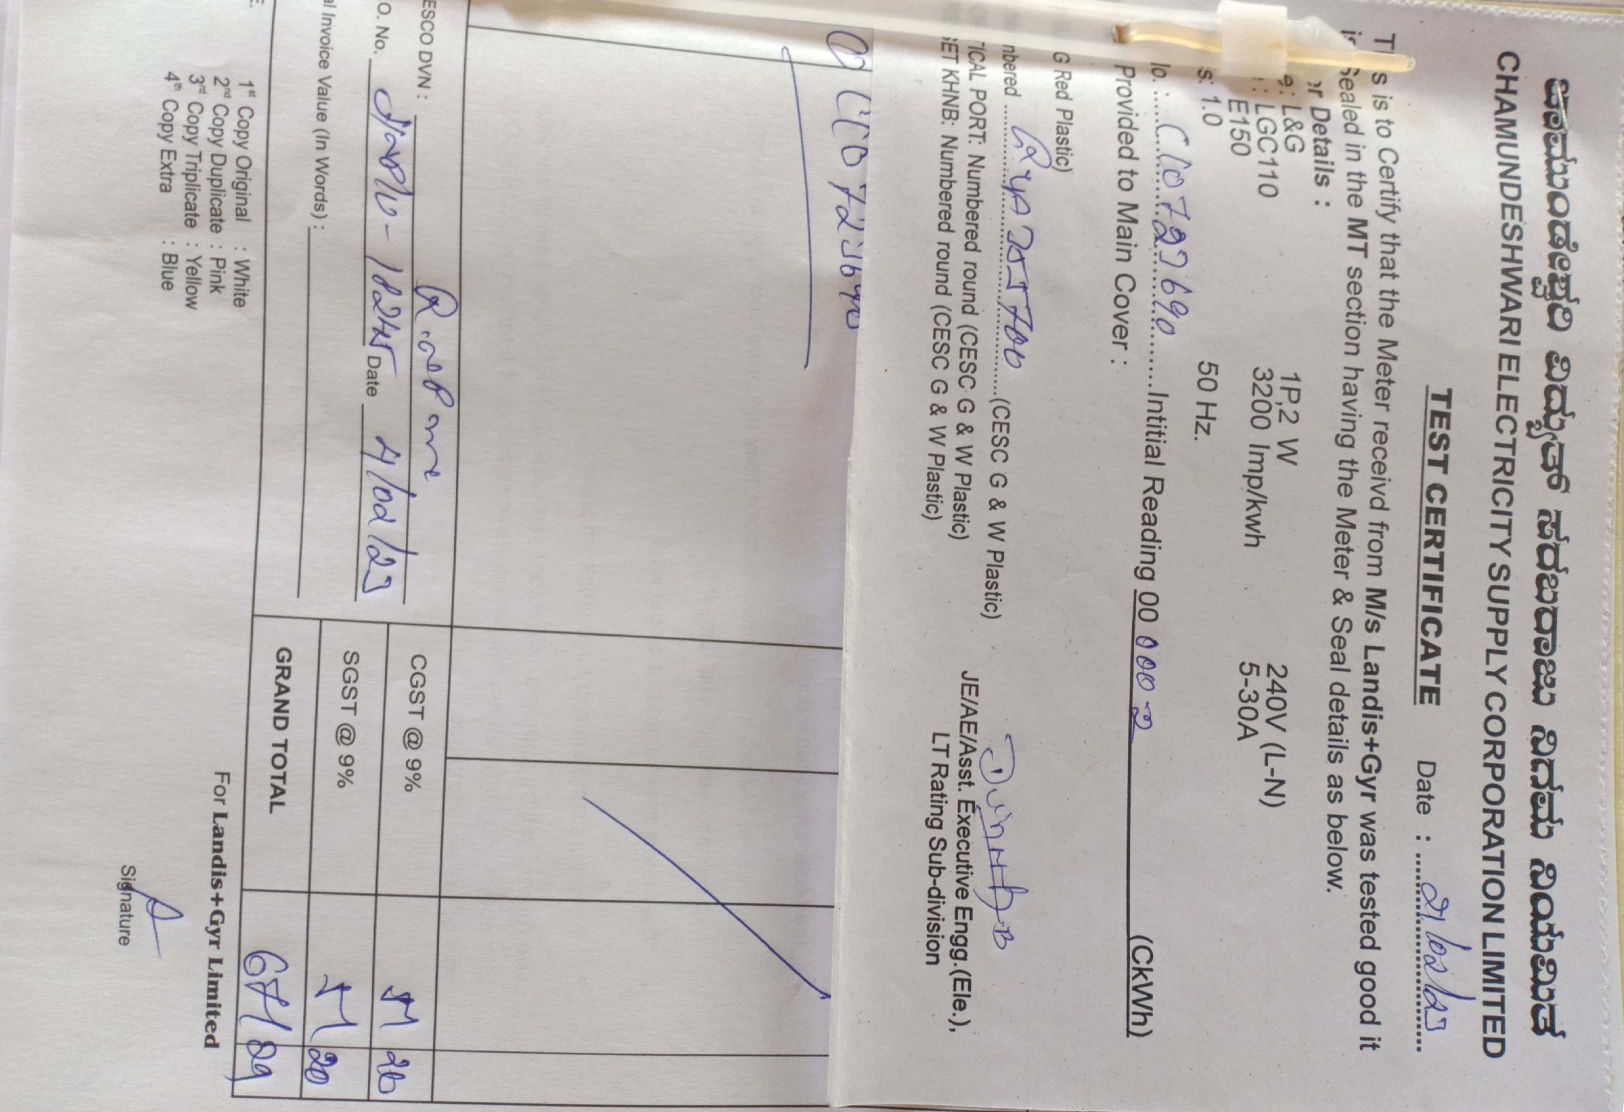 ಚಾಮುಂಡೇಶ್ವರಿ ವಿದ್ಯುತ್ ಸರಬರಾಜು ನಿಗಮ ನಿಯಮಿತ
CHAMUNDESHWARI ELECTRICITY SUPPLY CORPORATION LIMITED
TEST CERTIFICATE Date :
s is to Certify that the Meter receivd from M/s Landis+Gyr was tested good it
Sealed in the MT section having the Meter & Seal details as below.
er Details :
e: L&G 1P,2 W 240V (L-N)
: LGC110 3200 Imp/kwh 5-30A
E150
s: 1.0 50 Hz.
lo. : Intitial Reading 00 000 2 (CkWh)
Provided to Main Cover :
G Red Plastic)
nbered (CESC G & W Plastic)
TICAL PORT: Numbered round (CESC G & W Plastic)
SET KHNB: Numbered round (CESC G & W Plastic)
JE/AE/Asst. Executive Engg.(Ele.),
LT Rating Sub-division
ESCO DVN :
O. No. Date
al Invoice Value (In Words) :
CGST @ 9%
SGST @ 9%
GRAND TOTAL
1st Copy Original : White
2nd Copy Duplicate : Pink
3rd Copy Triplicate : Yellow
4th Copy Extra : Blue
For Landis+Gyr Limited
Signature